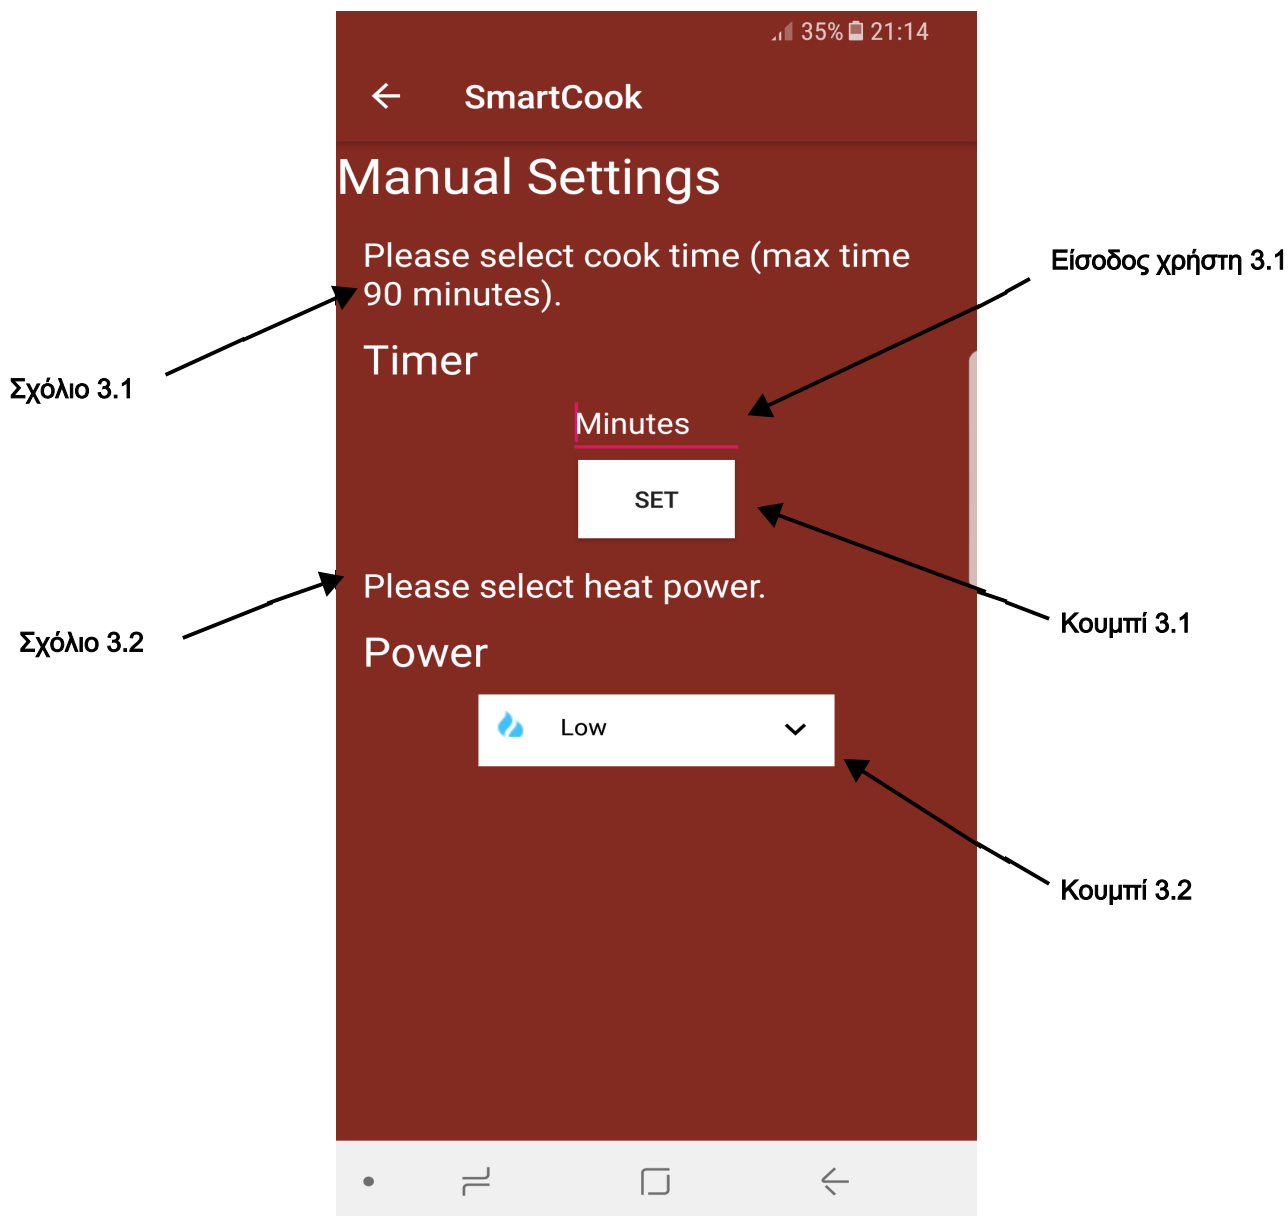 35% 21:14
SmartCook
Manual Settings
Please select cook time (max time
90 minutes).
Είσοδος χρήστη 3.1
Timer
Σχόλιο 3.1
Minutes
SET
Please select heat power.
Κουμπί 3.1
Σχόλιο 3.2
Power
Low
Κουμπί 3.2